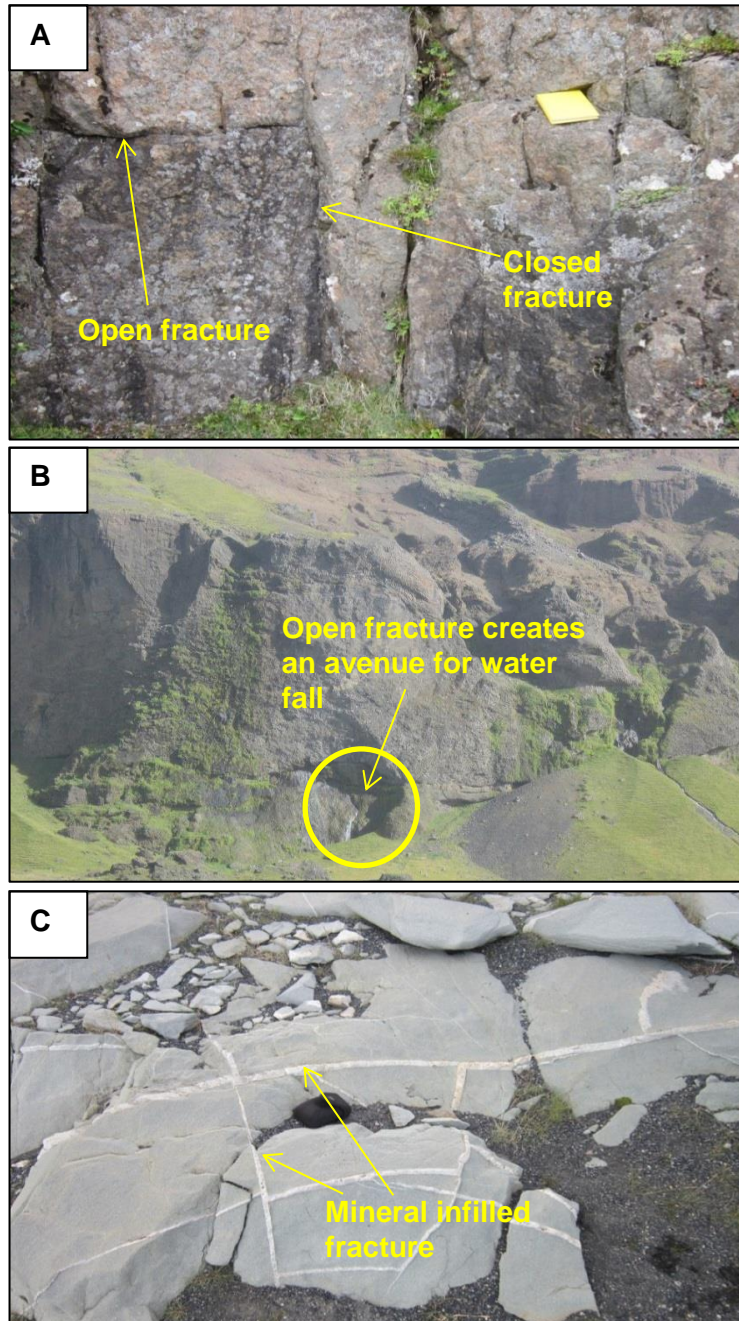 A
Open fracture
Closed
fracture
B
Open fracture creates
an avenue for water
fall
C
Mineral infilled
fracture